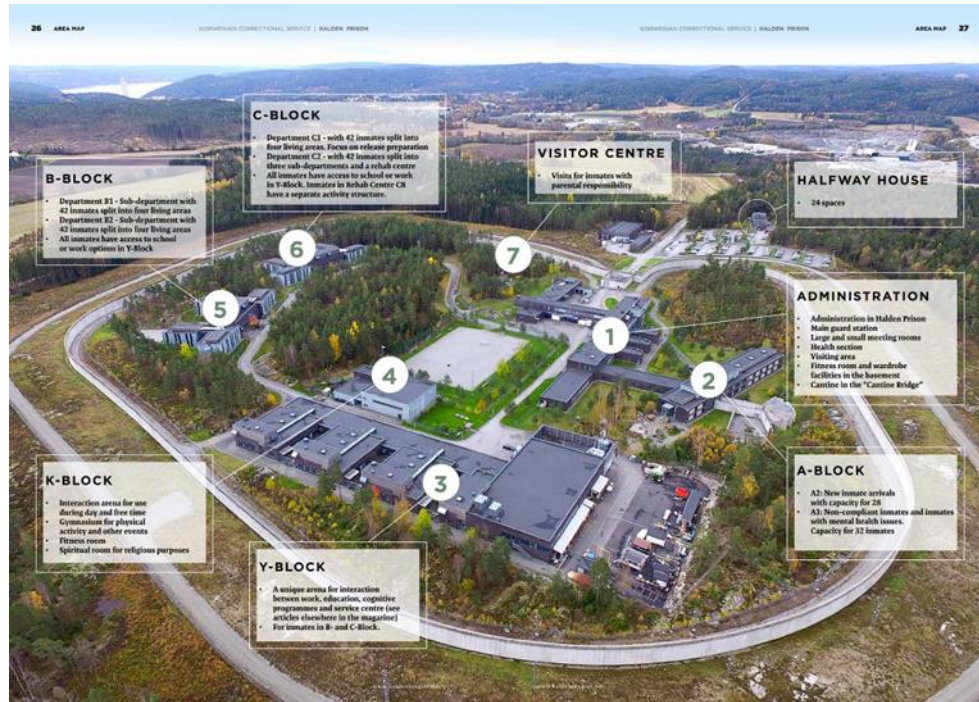 26 AREA MAP
NORWEGIAN CORRECTIONAL SERVICE | HALDEN PRISON
NORWEGIAN CORRECTIONAL SERVICE | HALDEN PRISON
AREA MAP 27
C-BLOCK
• Department C1 - with 42 inmates split into
four living areas. Focus on release preparation
• Department C2 - with 42 inmates split into
three sub-departments and a rehab centre
• All inmates have access to school or work
in Y-Block. Inmates in Rehab Centre CB
have a separate activity structure.
VISITOR CENTRE
• Visits for inmates with
parental responsibility
HALFWAY HOUSE
• 24 spaces
B-BLOCK
• Department B1 - Sub-department with
42 inmates split into four living areas
• Department B2 - Sub-department with
42 inmates split into four living areas
• All inmates have access to school
or work options in Y-Block
6
7
5
1
4
2
3
ADMINISTRATION
• Administration in Halden Prison
• Main guard station
• Large and small meeting rooms
• Health section
• Visiting area
• Fitness room and wardrobe
facilities in the basement
• Cantine in the "Cantine Bridge"
K-BLOCK
• Interaction arena for use
during day and free time
• Gymnasium for physical
activity and other events
• Fitness room
• Spiritual room for religious purposes
A-BLOCK
• A2: New inmate arrivals
with capacity for 28
• A3: Non-compliant inmates and inmates
with mental health issues.
Capacity for 32 inmates
Y-BLOCK
• A unique arena for interaction
betwen work, education, cognitive
programmes and service centre (see
articles elsewhere in the magazine)
• For inmates in B- and C-Block.